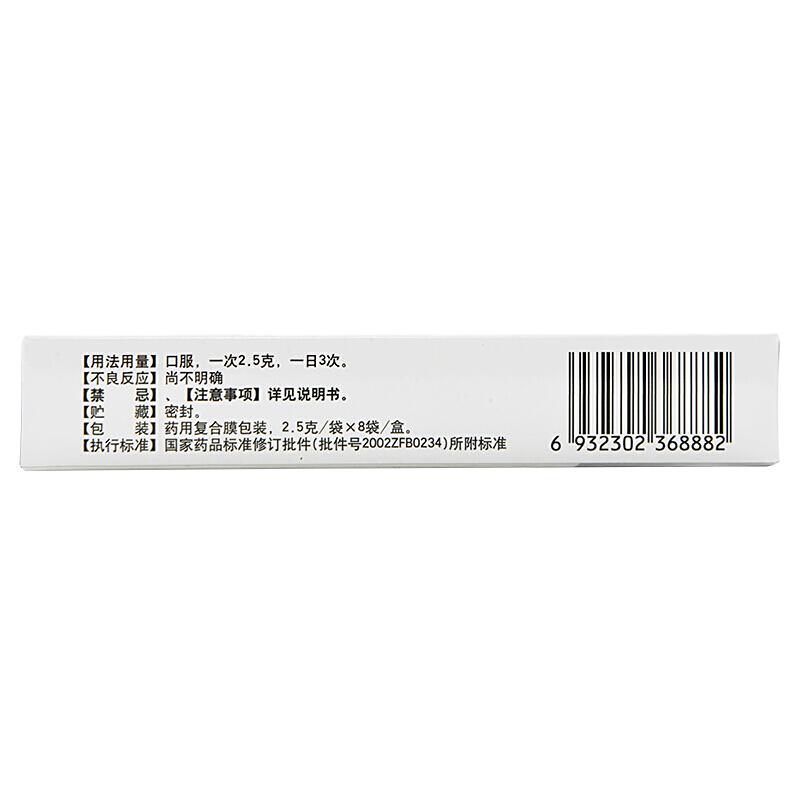 【用法用量】口服，一次2.5克，一日3次。
【不良反应】尚不明确
【禁 忌】、【注意事项】详见说明书。
【贮 藏】密封。
【包 装】药用复合膜包装，2.5克/袋×8袋/盒。
【执行标准】国家药品标准修订批件(批件号2002ZFB0234)所附标准
6 932302 368882